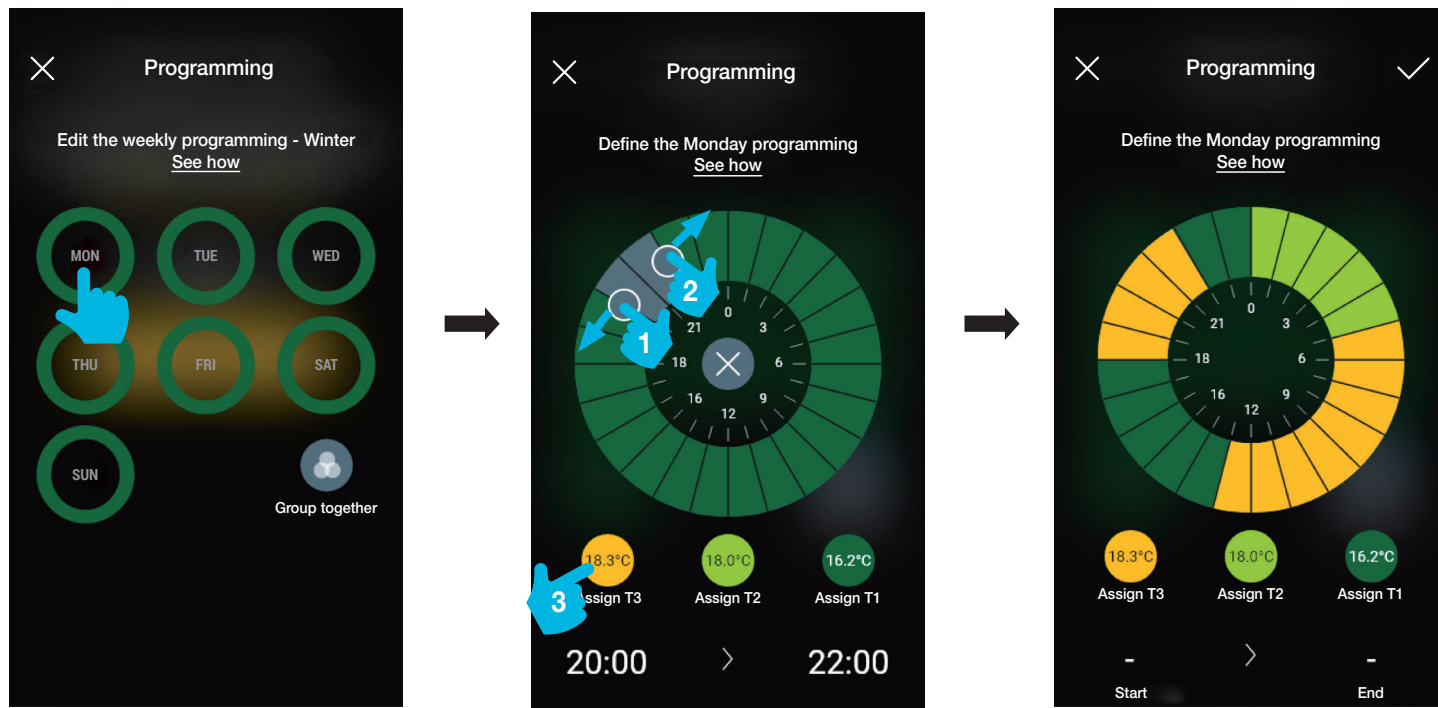 Programming
Edit the weekly programming - Winter
See how
MON
TUE
WED
THU
FRI
SAT
SUN
Group together
Programming
Define the Monday programming
See how
2
1
0
3
6
9
12
16
18
21
18.3°C
18.0°C
16.2°C
3
ssign T3
Assign T2
Assign T1
20:00
22:00
Programming
Define the Monday programming
See how
0
3
6
9
12
16
18
21
18.3°C
18.0°C
16.2°C
Assign T3
Assign T2
Assign T1
-
-
Start
End